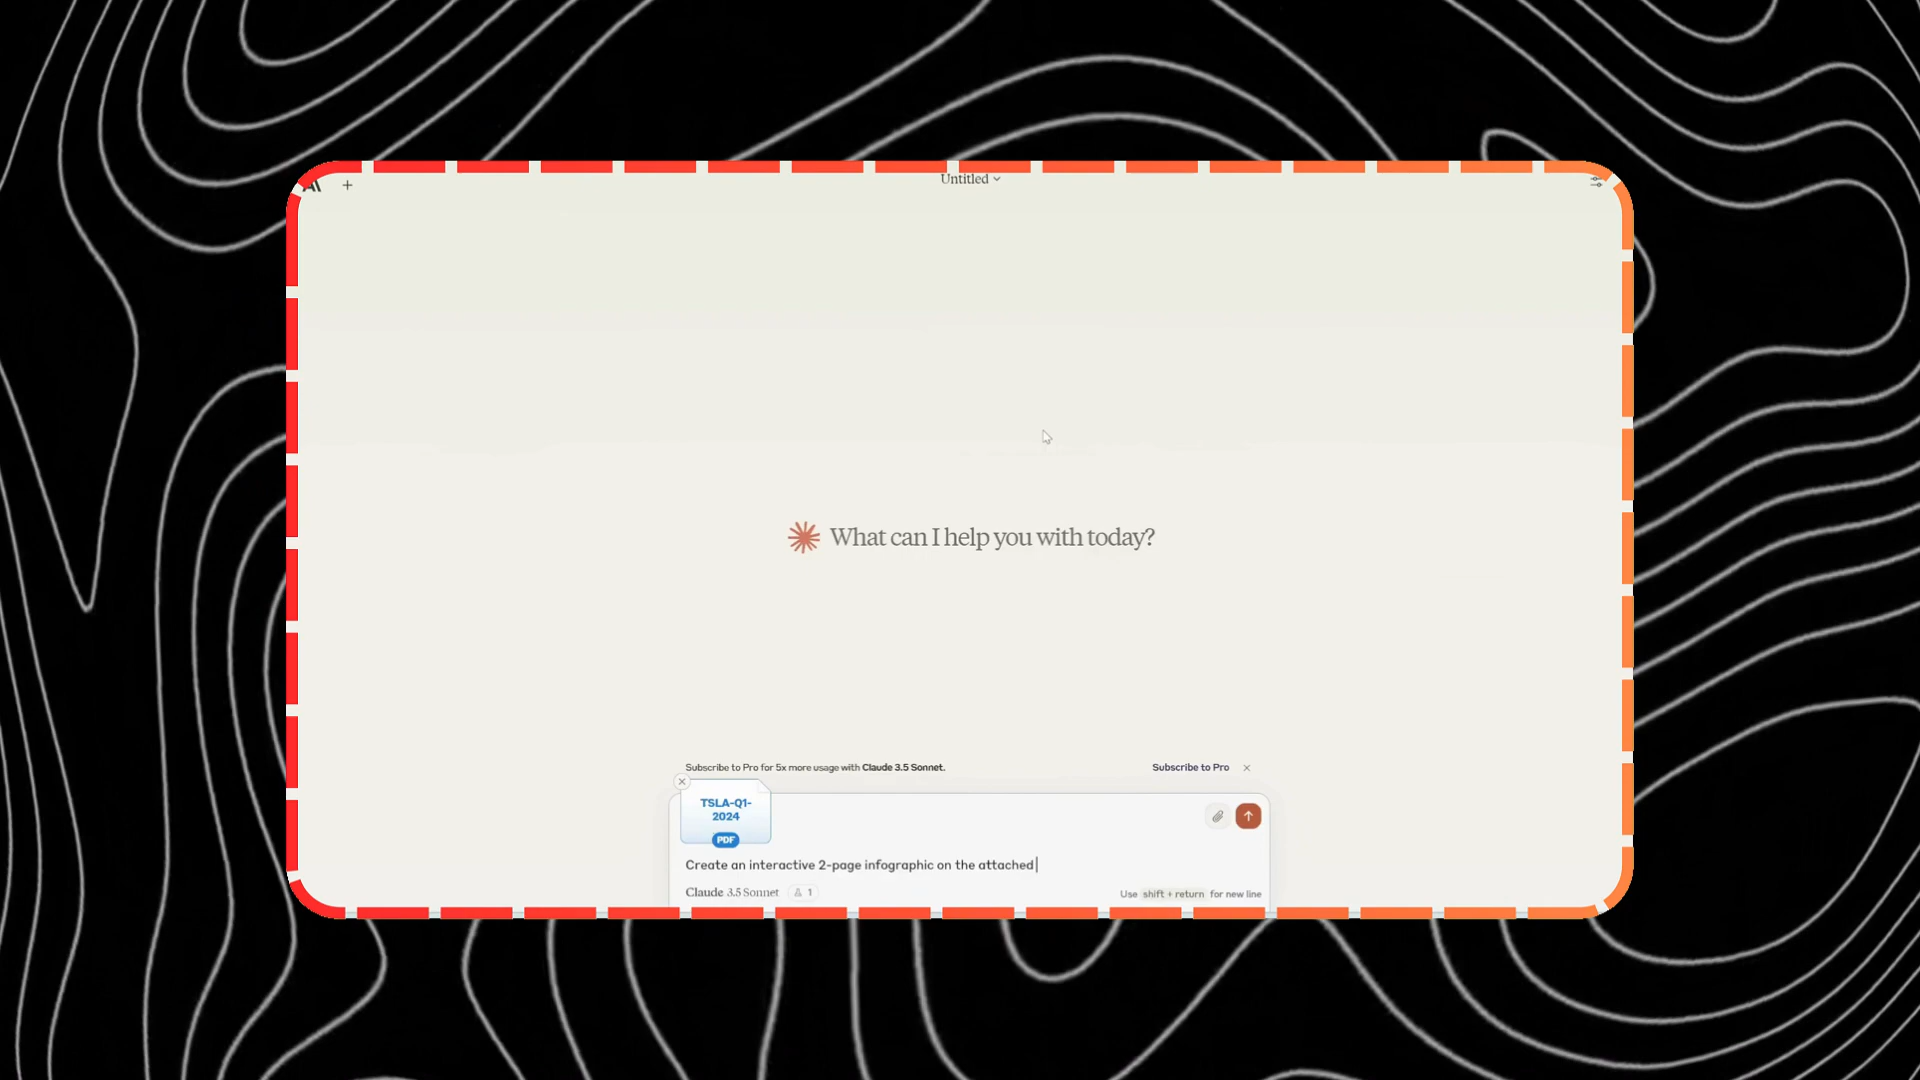 Untitled
What can I help you with today?
Subscribe to Pro for 5x more usage with Claude 3.5 Sonnet.
Subscribe to Pro
TSLA-Q1-
2024
PDF
Create an interactive 2-page infographic on the attached
Claude 3.5 Sonnet 1
Use shift + return for new line